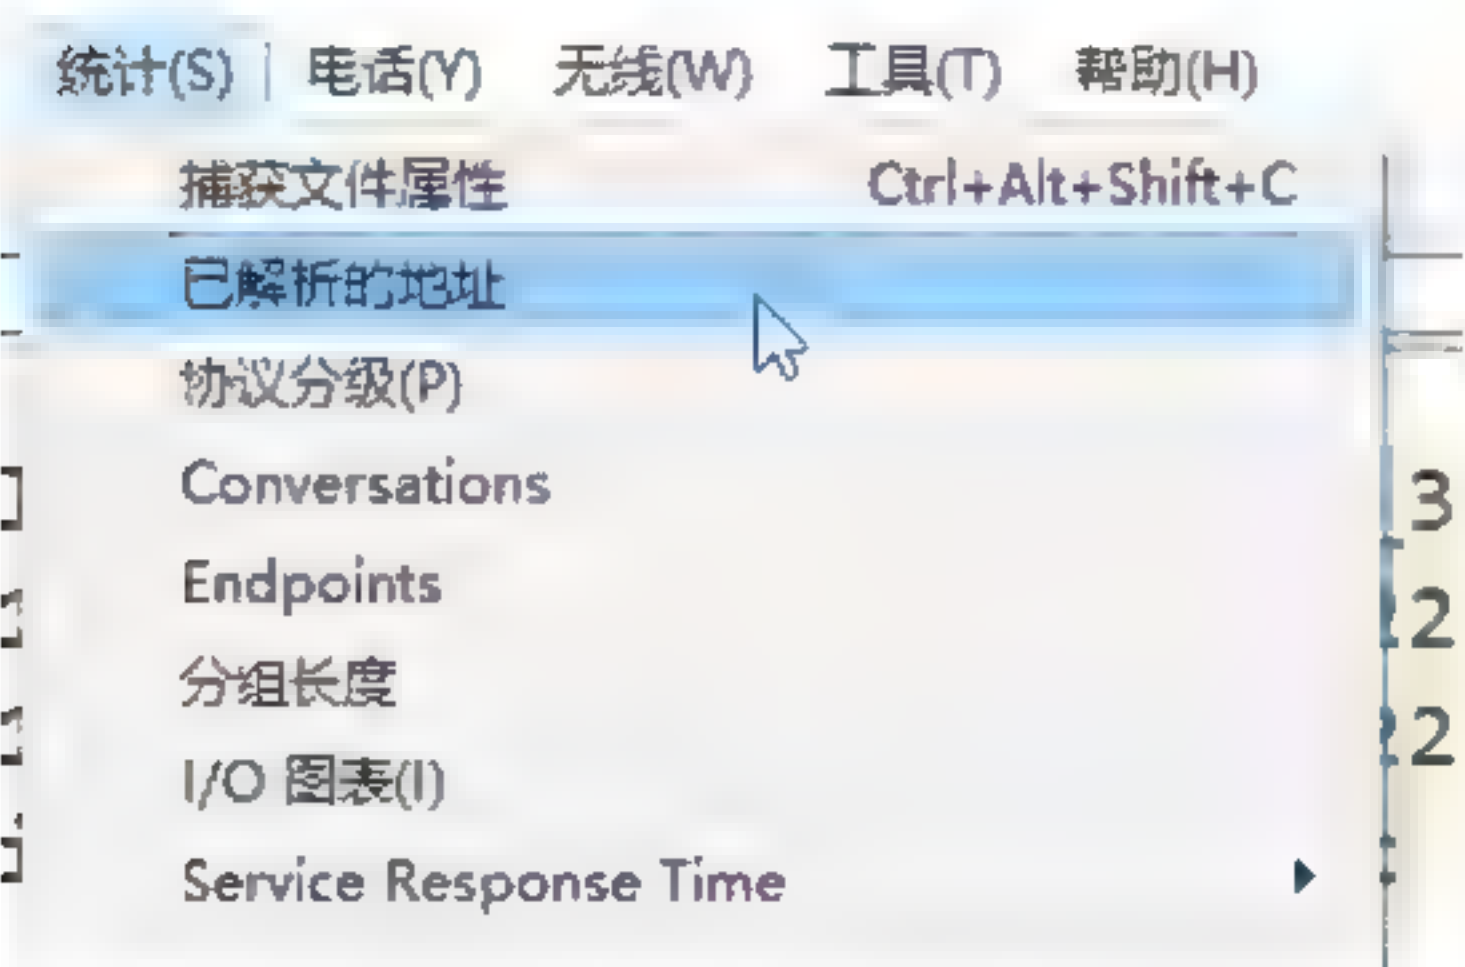 统计(S) 电话(Y) 无线(W) 工具(T) 帮助(H)
捕获文件属性 Ctrl+Alt+Shift+C
已解析的地址
协议分级(P)
Conversations
3
Endpoints
2
分组长度
2
I/O 图表(I)
Service Response Time